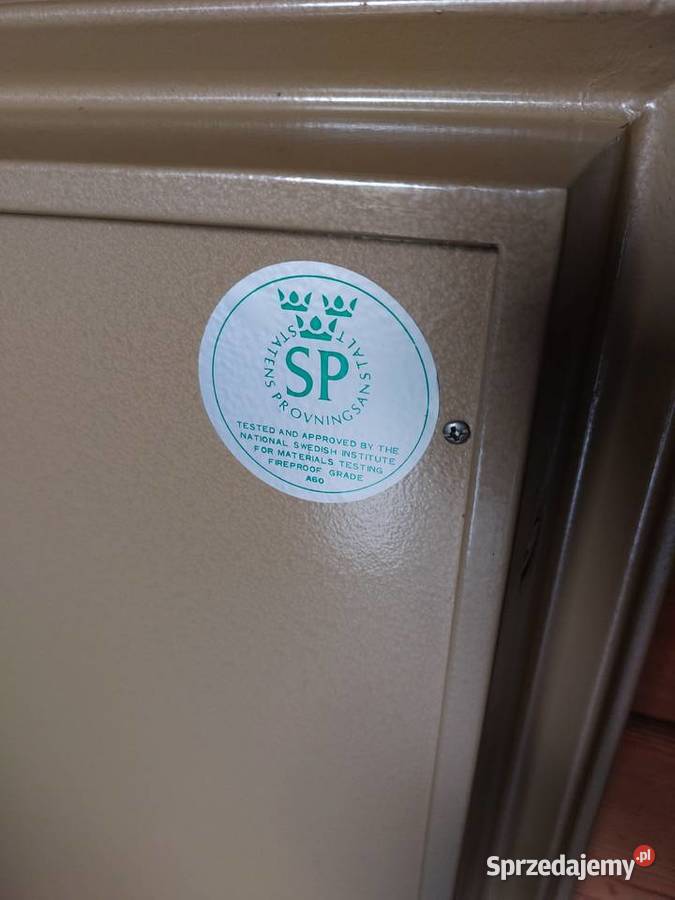 STATENS PROVNINGSANSTALT
SP
TESTED AND APPROVED BY THE
NATIONAL SWEDISH INSTITUTE
FOR MATERIALS TESTING
FIREPROOF GRADE
A60
Sprzedajemy.pl